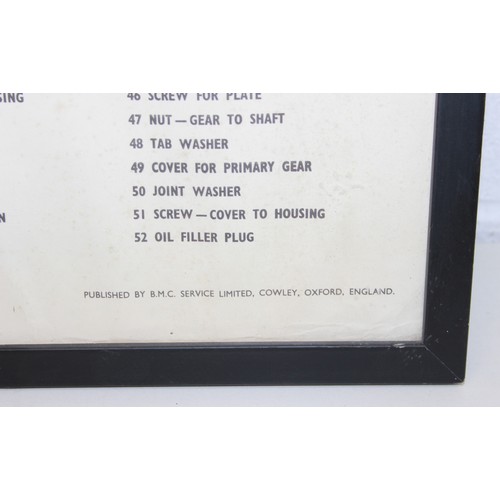 SING
46 SCREW FOR PLATE
47 NUT — GEAR TO SHAFT
48 TAB WASHER
49 COVER FOR PRIMARY GEAR
50 JOINT WASHER
N
51 SCREW — COVER TO HOUSING
52 OIL FILLER PLUG
PUBLISHED BY B.M.C. SERVICE LIMITED, COWLEY, OXFORD, ENGLAND.